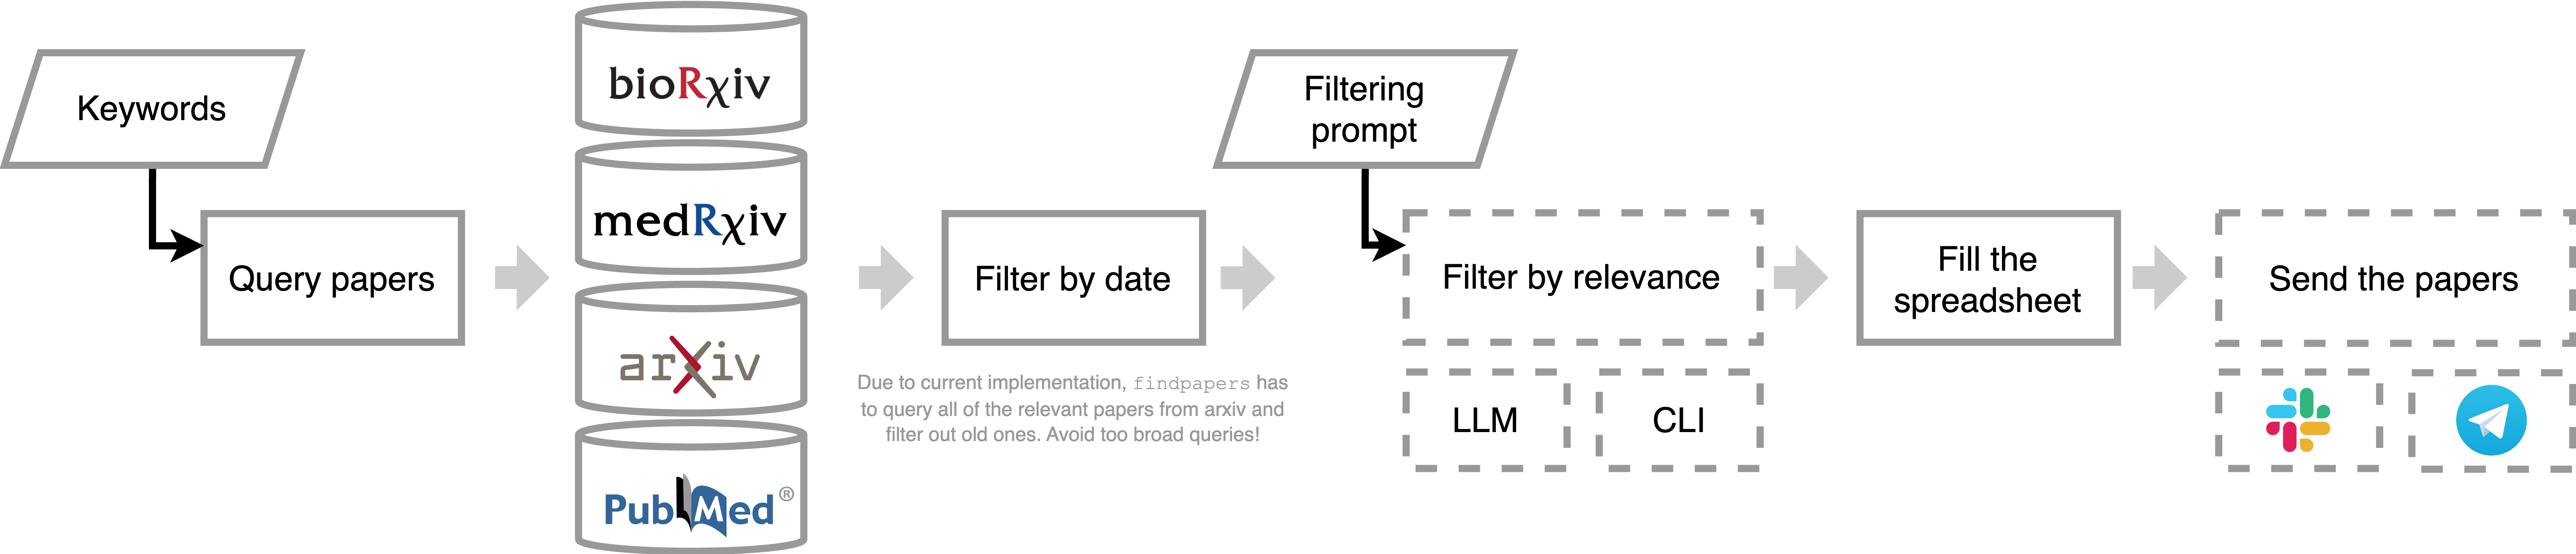 Keywords
Query papers
bioRχiv
medRχiv
arXiv
PubMed®
Filter by date
Due to current implementation, findpapers has
to query all of the relevant papers from arxiv and
filter out old ones. Avoid too broad queries!
Filtering
prompt
Filter by relevance
LLM
CLI
Fill the
spreadsheet
Send the papers